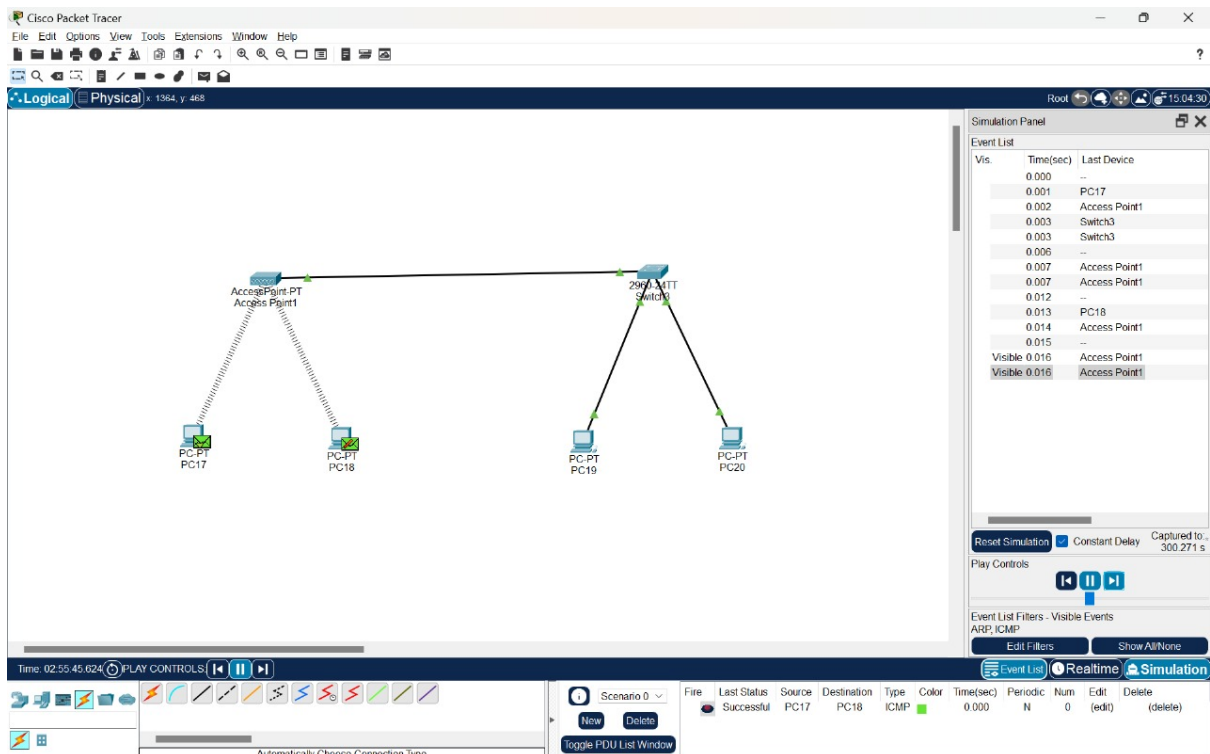 Cisco Packet Tracer
File Edit Options View Tools Extensions Window Help
?
Logical Physical x: 1364, y: 468 Root 15:04:30
Simulation Panel
Event List
Vis. Time(sec) Last Device
0.000 --
0.001 PC17
0.002 Access Point1
0.003 Switch3
0.003 Switch3
0.006 --
0.007 Access Point1
0.007 Access Point1
0.012 --
0.013 PC18
0.014 Access Point1
0.015 --
Visible 0.016 Access Point1
Visible 0.016 Access Point1
AccessPoint-PT
Access Point1
2960-24TT
Switch3
PC-PT
PC17
PC-PT
PC18
PC-PT
PC19
PC-PT
PC20
Reset Simulation Constant Delay Captured to:
300.271 s
Play Controls
Event List Filters - Visible Events
ARP, ICMP
Edit Filters Show All/None
Time: 02:55:45.624 PLAY CONTROLS: Event List Realtime Simulation
Scenario 0
New Delete
Toggle PDU List Window
Fire Last Status Source Destination Type Color Time(sec) Periodic Num Edit Delete
Successful PC17 PC18 ICMP 0.000 N 0 (edit) (delete)
Automatically Choose Connection Type